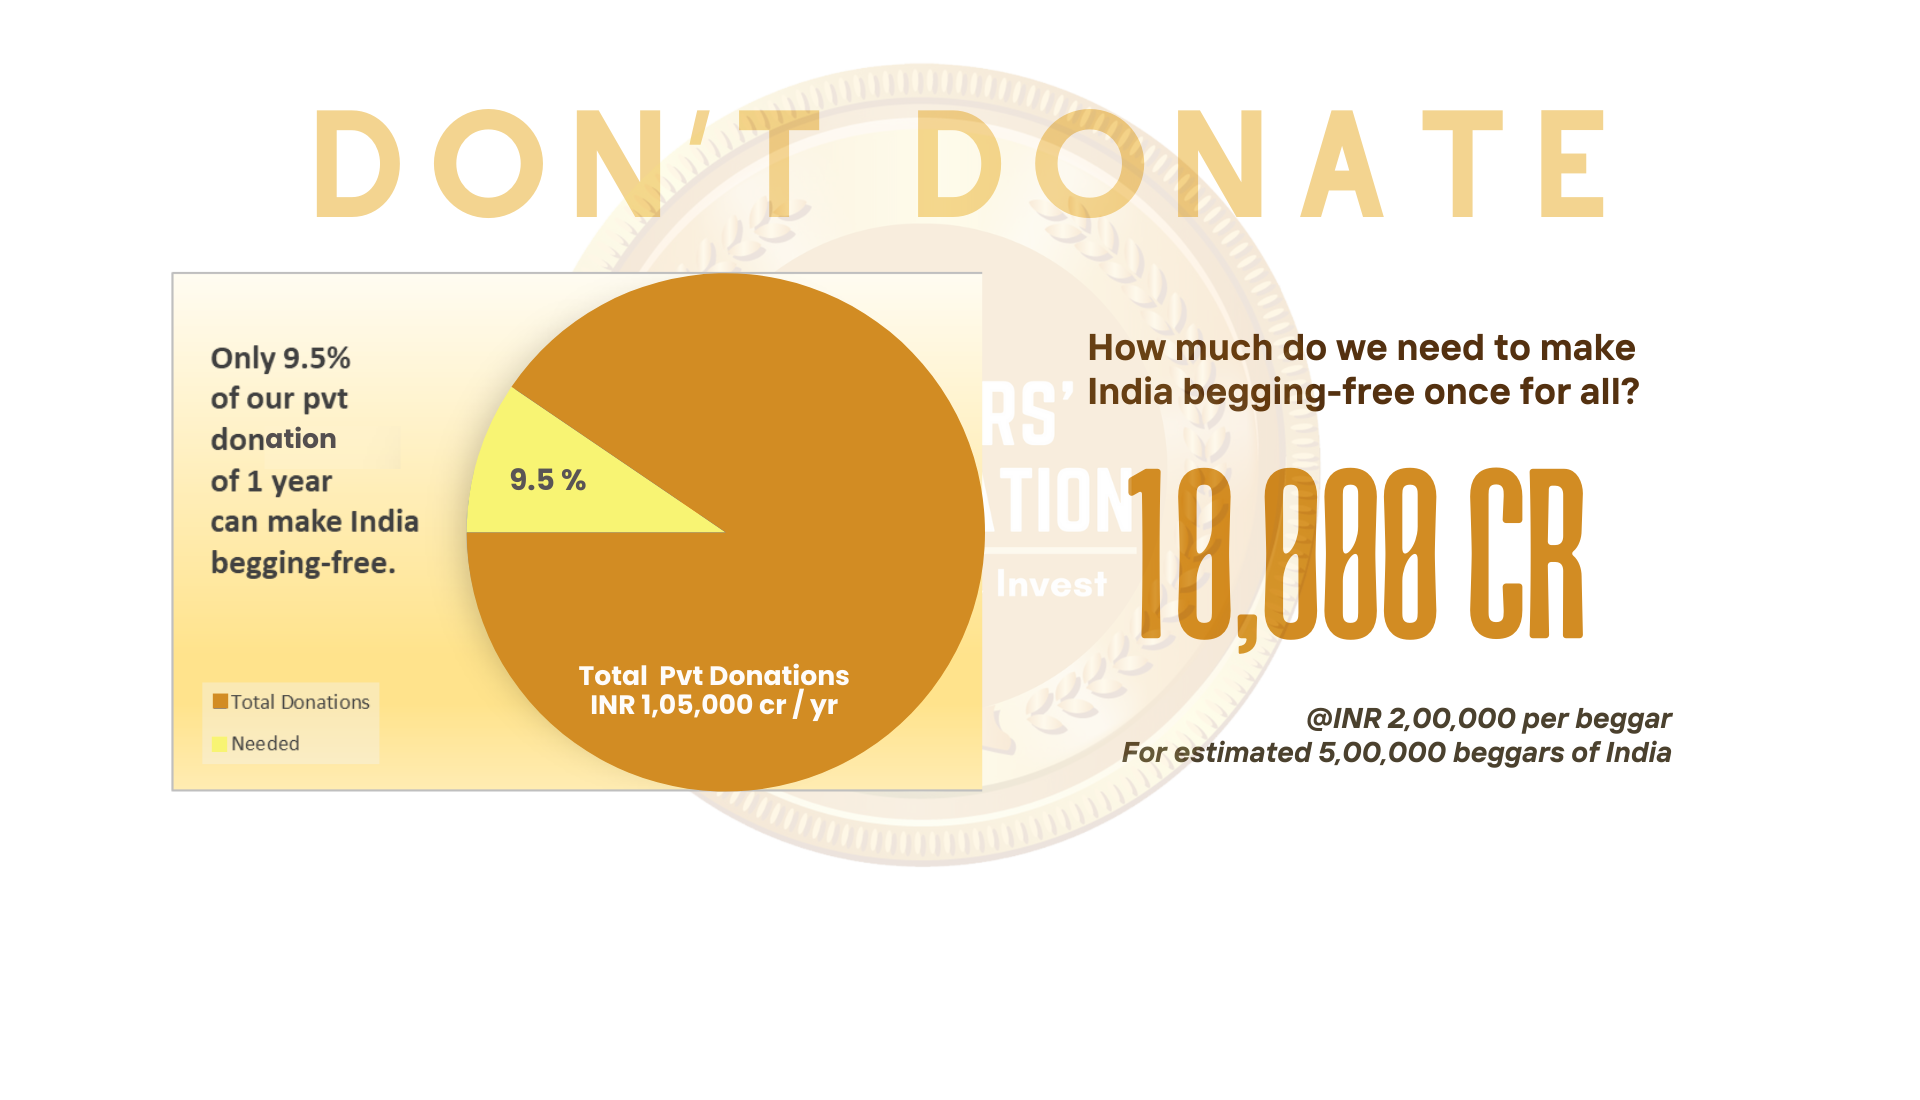 DON'T DONATE
Only 9.5%
of our pvt
donation
of 1 year
can make India
begging-free.
9.5 %
Total Pvt Donations
INR 1,05,000 cr / yr
Total Donations
Needed
How much do we need to make
India begging-free once for all?
10,000 CR
@INR 2,00,000 per beggar
For estimated 5,00,000 beggars of India
Invest